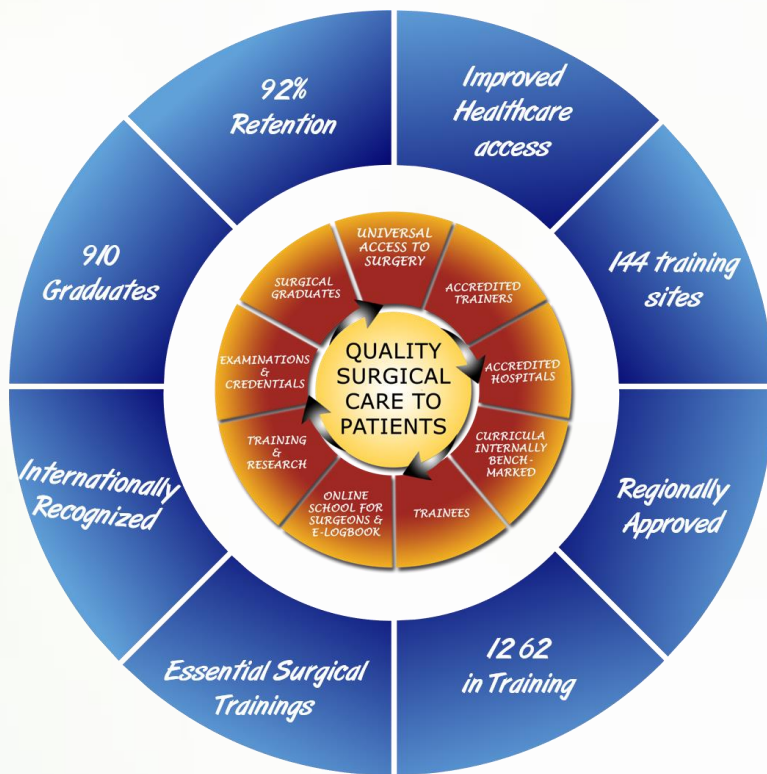 92%
Retention
Improved
Healthcare
access
144 training
sites
Regionally
Approved
12 62
in Training
Essential Surgical
Trainings
Internationally
Recognized
910
Graduates
UNIVERSAL
ACCESS TO
SURGERY
ACCREDITED
TRAINERS
ACCREDITED
HOSPITALS
CURRICULA
INTERNALLY
BENCH-
MARKED
TRAINEES
ONLINE
SCHOOL FOR
SURGEONS &
E-LOGBOOK
TRAINING
&
RESEARCH
EXAMINATIONS
&
CREDENTIALS
SURGICAL
GRADUATES
QUALITY
SURGICAL
CARE TO
PATIENTS